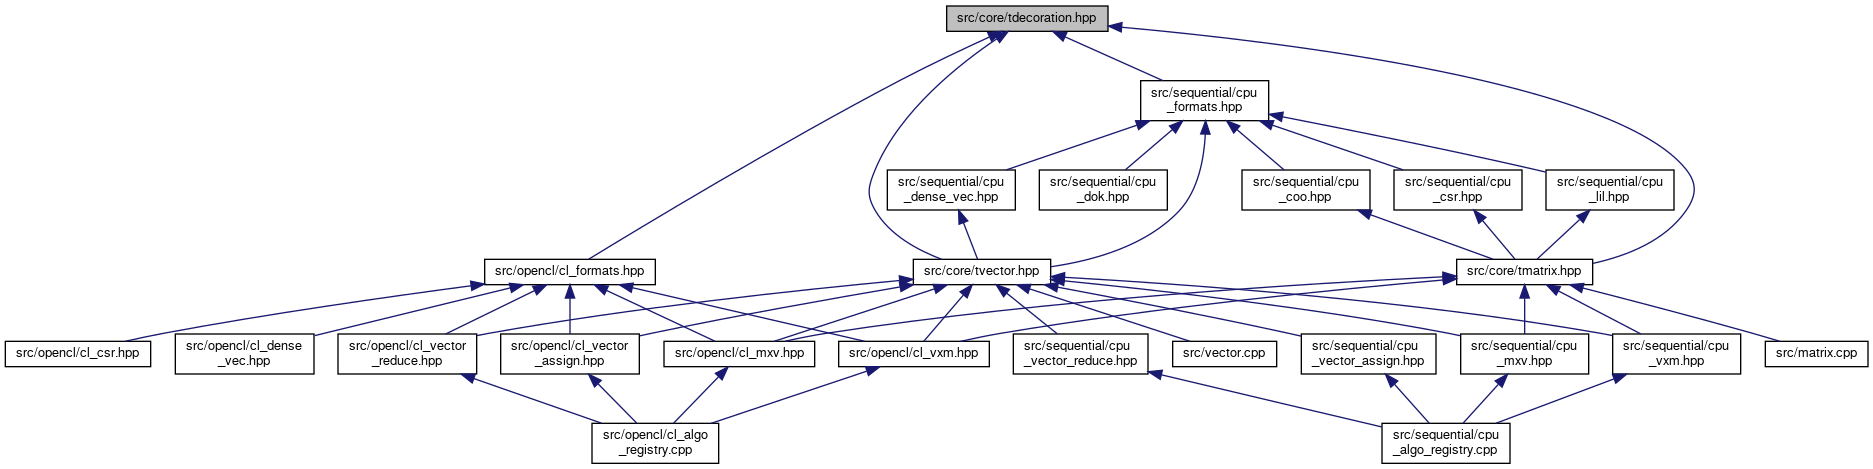 src/core/tdecoration.hpp
src/sequential/cpu
_formats.hpp
src/sequential/cpu
_dense_vec.hpp
src/sequential/cpu
_dok.hpp
src/sequential/cpu
_coo.hpp
src/sequential/cpu
_csr.hpp
src/sequential/cpu
_lil.hpp
src/opencl/cl_formats.hpp
src/core/tvector.hpp
src/core/tmatrix.hpp
src/opencl/cl_csr.hpp
src/opencl/cl_dense
_vec.hpp
src/opencl/cl_vector
_reduce.hpp
src/opencl/cl_vector
_assign.hpp
src/opencl/cl_mxv.hpp
src/opencl/cl_vxm.hpp
src/sequential/cpu
_vector_reduce.hpp
src/vector.cpp
src/sequential/cpu
_vector_assign.hpp
src/sequential/cpu
_mxv.hpp
src/sequential/cpu
_vxm.hpp
src/matrix.cpp
src/opencl/cl_algo
_registry.cpp
src/sequential/cpu
_algo_registry.cpp